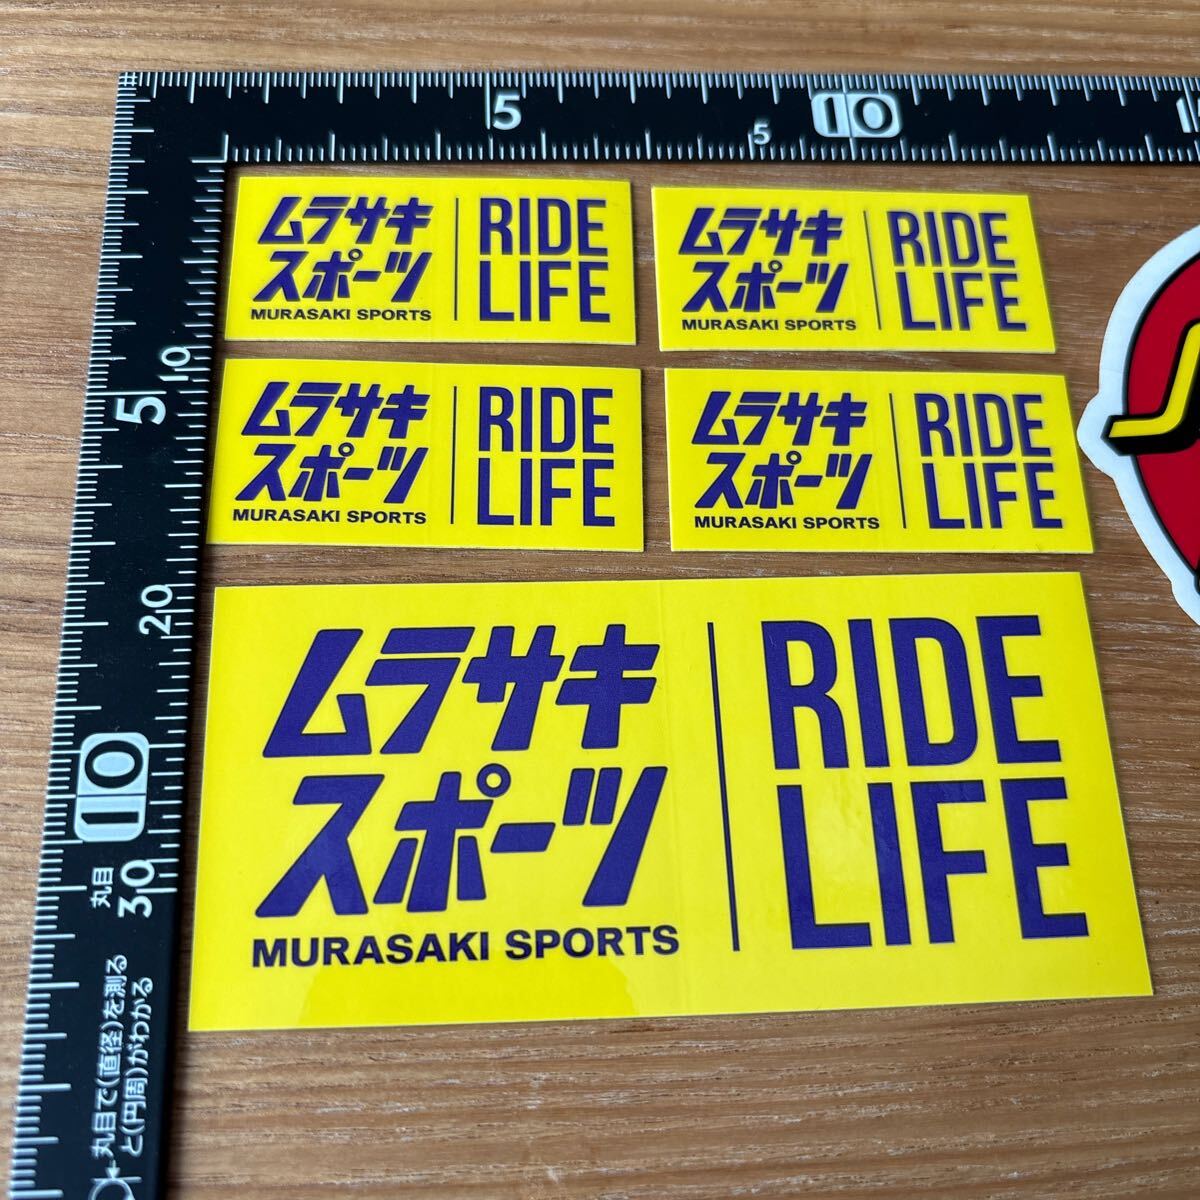 5
5
10
ムラサキ
スポーツ
MURASAKI SPORTS
RIDE
LIFE
ムラサキ
スポーツ
MURASAKI SPORTS
RIDE
LIFE
ムラサキ
スポーツ
MURASAKI SPORTS
RIDE
LIFE
ムラサキ
スポーツ
MURASAKI SPORTS
RIDE
LIFE
ムラサキ
スポーツ
MURASAKI SPORTS
RIDE
LIFE
10
5
20
10
丸目
30
丸目で(直径)を測る
と(円周)がわかる